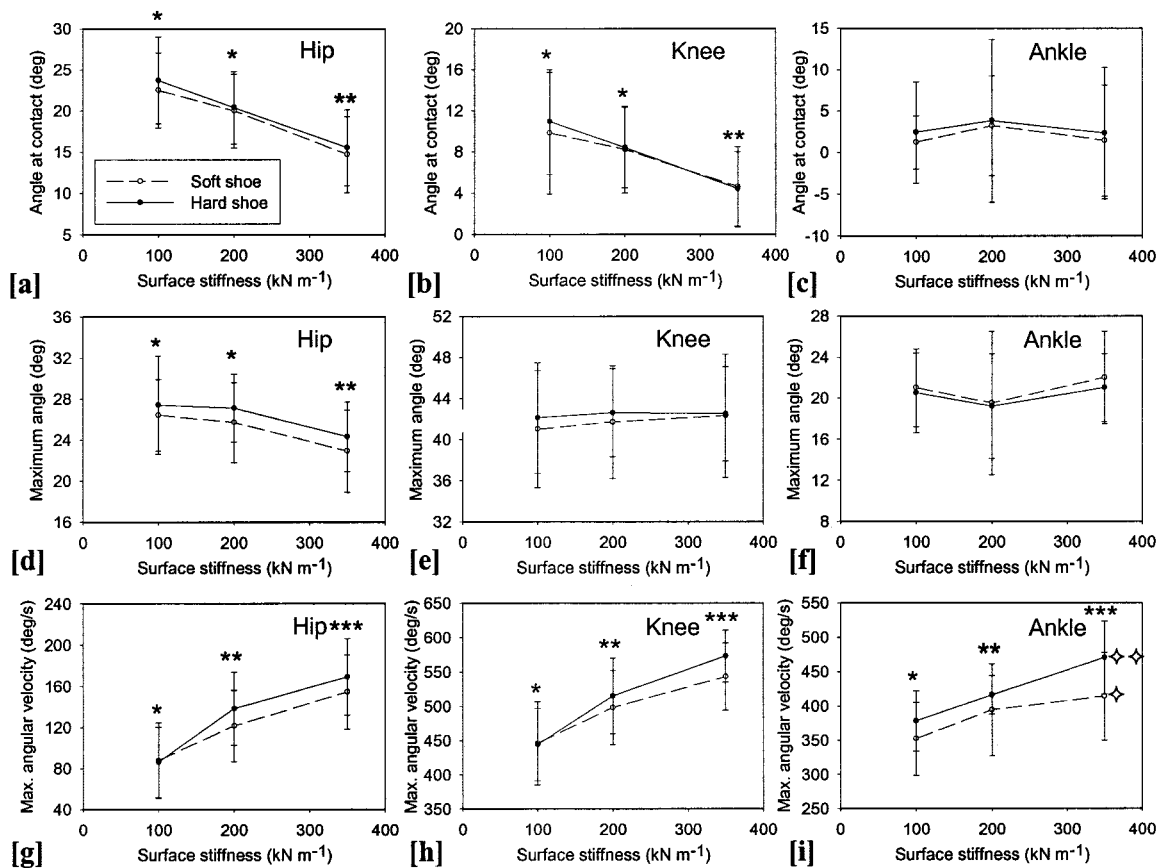 Hip
Angle at contact (deg)
30
25
20
15
10
5
*
*
**
Soft shoe
Hard shoe
0 100 200 300 400
Surface stiffness (kN m-1)
[a]
Knee
Angle at contact (deg)
16
12
8
4
0
*
*
**
0 100 200 300 400
Surface stiffness (kN m-1)
[b]
Ankle
Angle at contact (deg)
15
10
5
0
-5
-10
0 100 200 300 400
Surface stiffness (kN m-1)
[c]
Hip
Maximum angle (deg)
36
32
28
24
20
16
*
*
**
0 100 200 300 400
Surface stiffness (kN m-1)
[d]
Knee
Maximum angle (deg)
52
48
44
40
36
32
0 100 200 300 400
Surface stiffness (kN m-1)
[e]
Ankle
Maximum angle (deg)
28
24
20
16
12
8
0 100 200 300 400
Surface stiffness (kN m-1)
[f]
Hip
Max. angular velocity (deg/s)
240
200
160
120
80
40
*
**
***
0 100 200 300 400
Surface stiffness (kN m-1)
[g]
Knee
Max. angular velocity (deg/s)
650
600
550
500
450
400
350
*
**
***
0 100 200 300 400
Surface stiffness (kN m-1)
[h]
Ankle
Max. angular velocity (deg/s)
550
500
450
400
350
300
250
*
**
***
✧✧
✧
0 100 200 300 400
Surface stiffness (kN m-1)
[i]